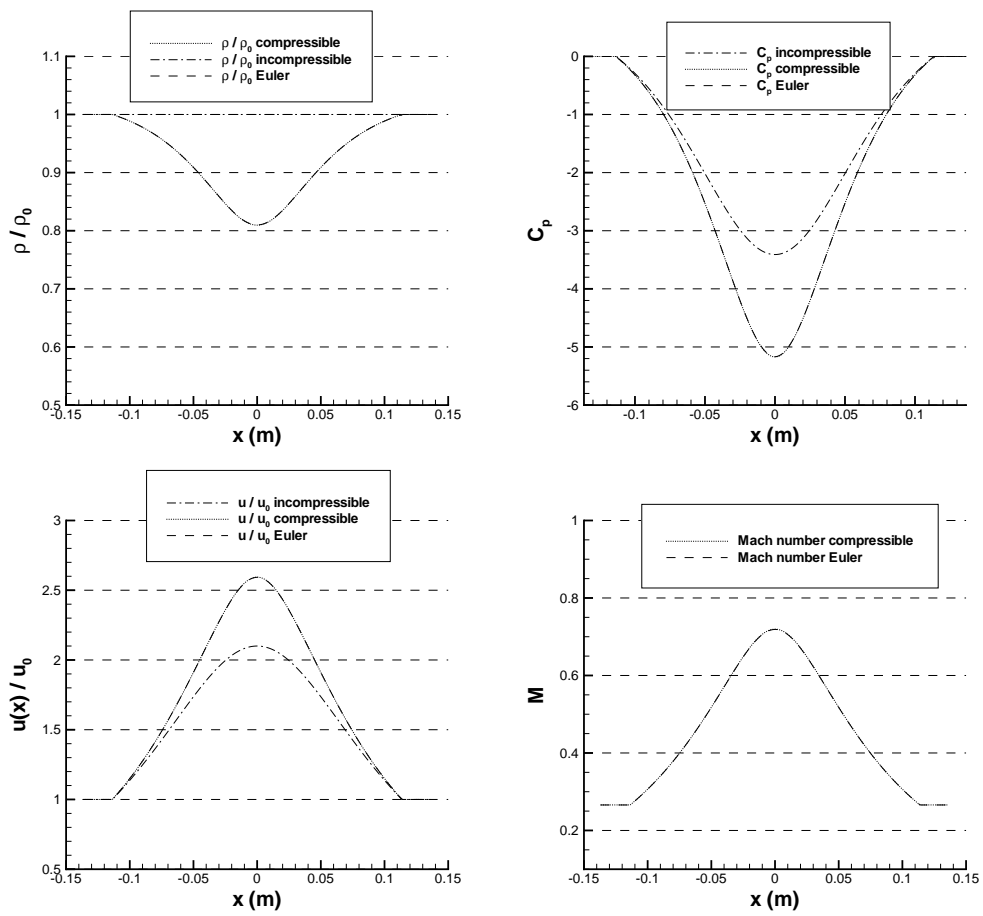 ρ / ρ₀ compressible
ρ / ρ₀ incompressible
ρ / ρ₀ Euler
1.1
1
0.9
0.8
0.7
0.6
0.5
ρ / ρ₀
-0.15 -0.1 -0.05 0 0.05 0.1 0.15
x (m)
Cₚ incompressible
Cₚ compressible
Cₚ Euler
0
-1
-2
-3
-4
-5
-6
Cₚ
-0.1 -0.05 0 0.05 0.1
x (m)
u / u₀ incompressible
u / u₀ compressible
u / u₀ Euler
3
2.5
2
1.5
1
0.5
u(x) / u₀
-0.15 -0.1 -0.05 0 0.05 0.1 0.15
x (m)
Mach number compressible
Mach number Euler
1
0.8
0.6
0.4
0.2
M
-0.15 -0.1 -0.05 0 0.05 0.1 0.15
x (m)